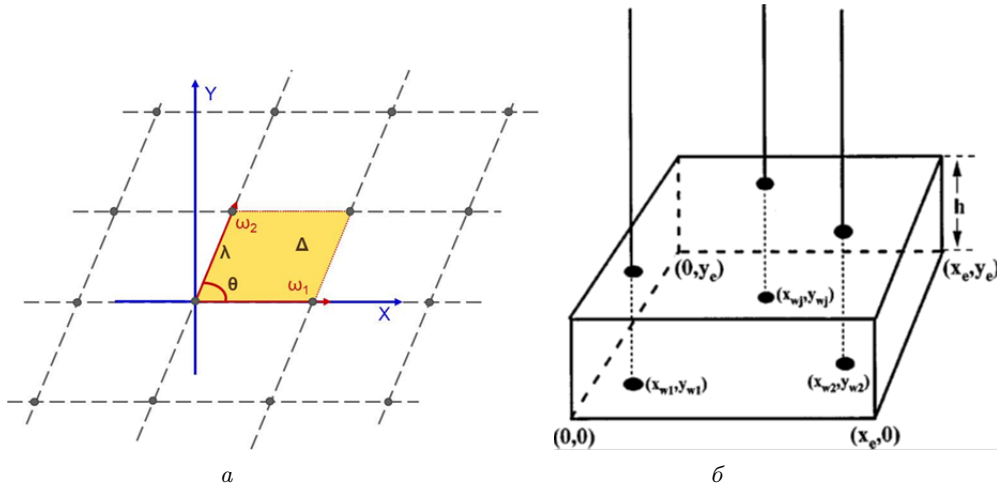 Y
ω2
λ
Δ
θ
ω1
X
h
(0,ye)
(xe,ye)
(xwj,ywj)
(xw1,yw1)
(xw2,yw2)
(0,0)
(xe,0)
а
б